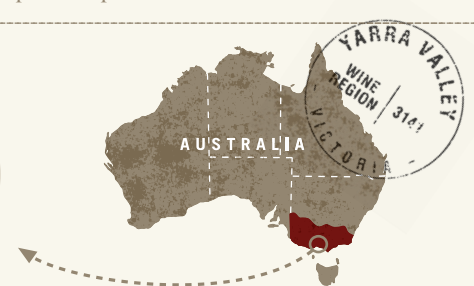 YARRA VALLEY
WINE
REGION
3141
VICTORIA
AUSTRALIA